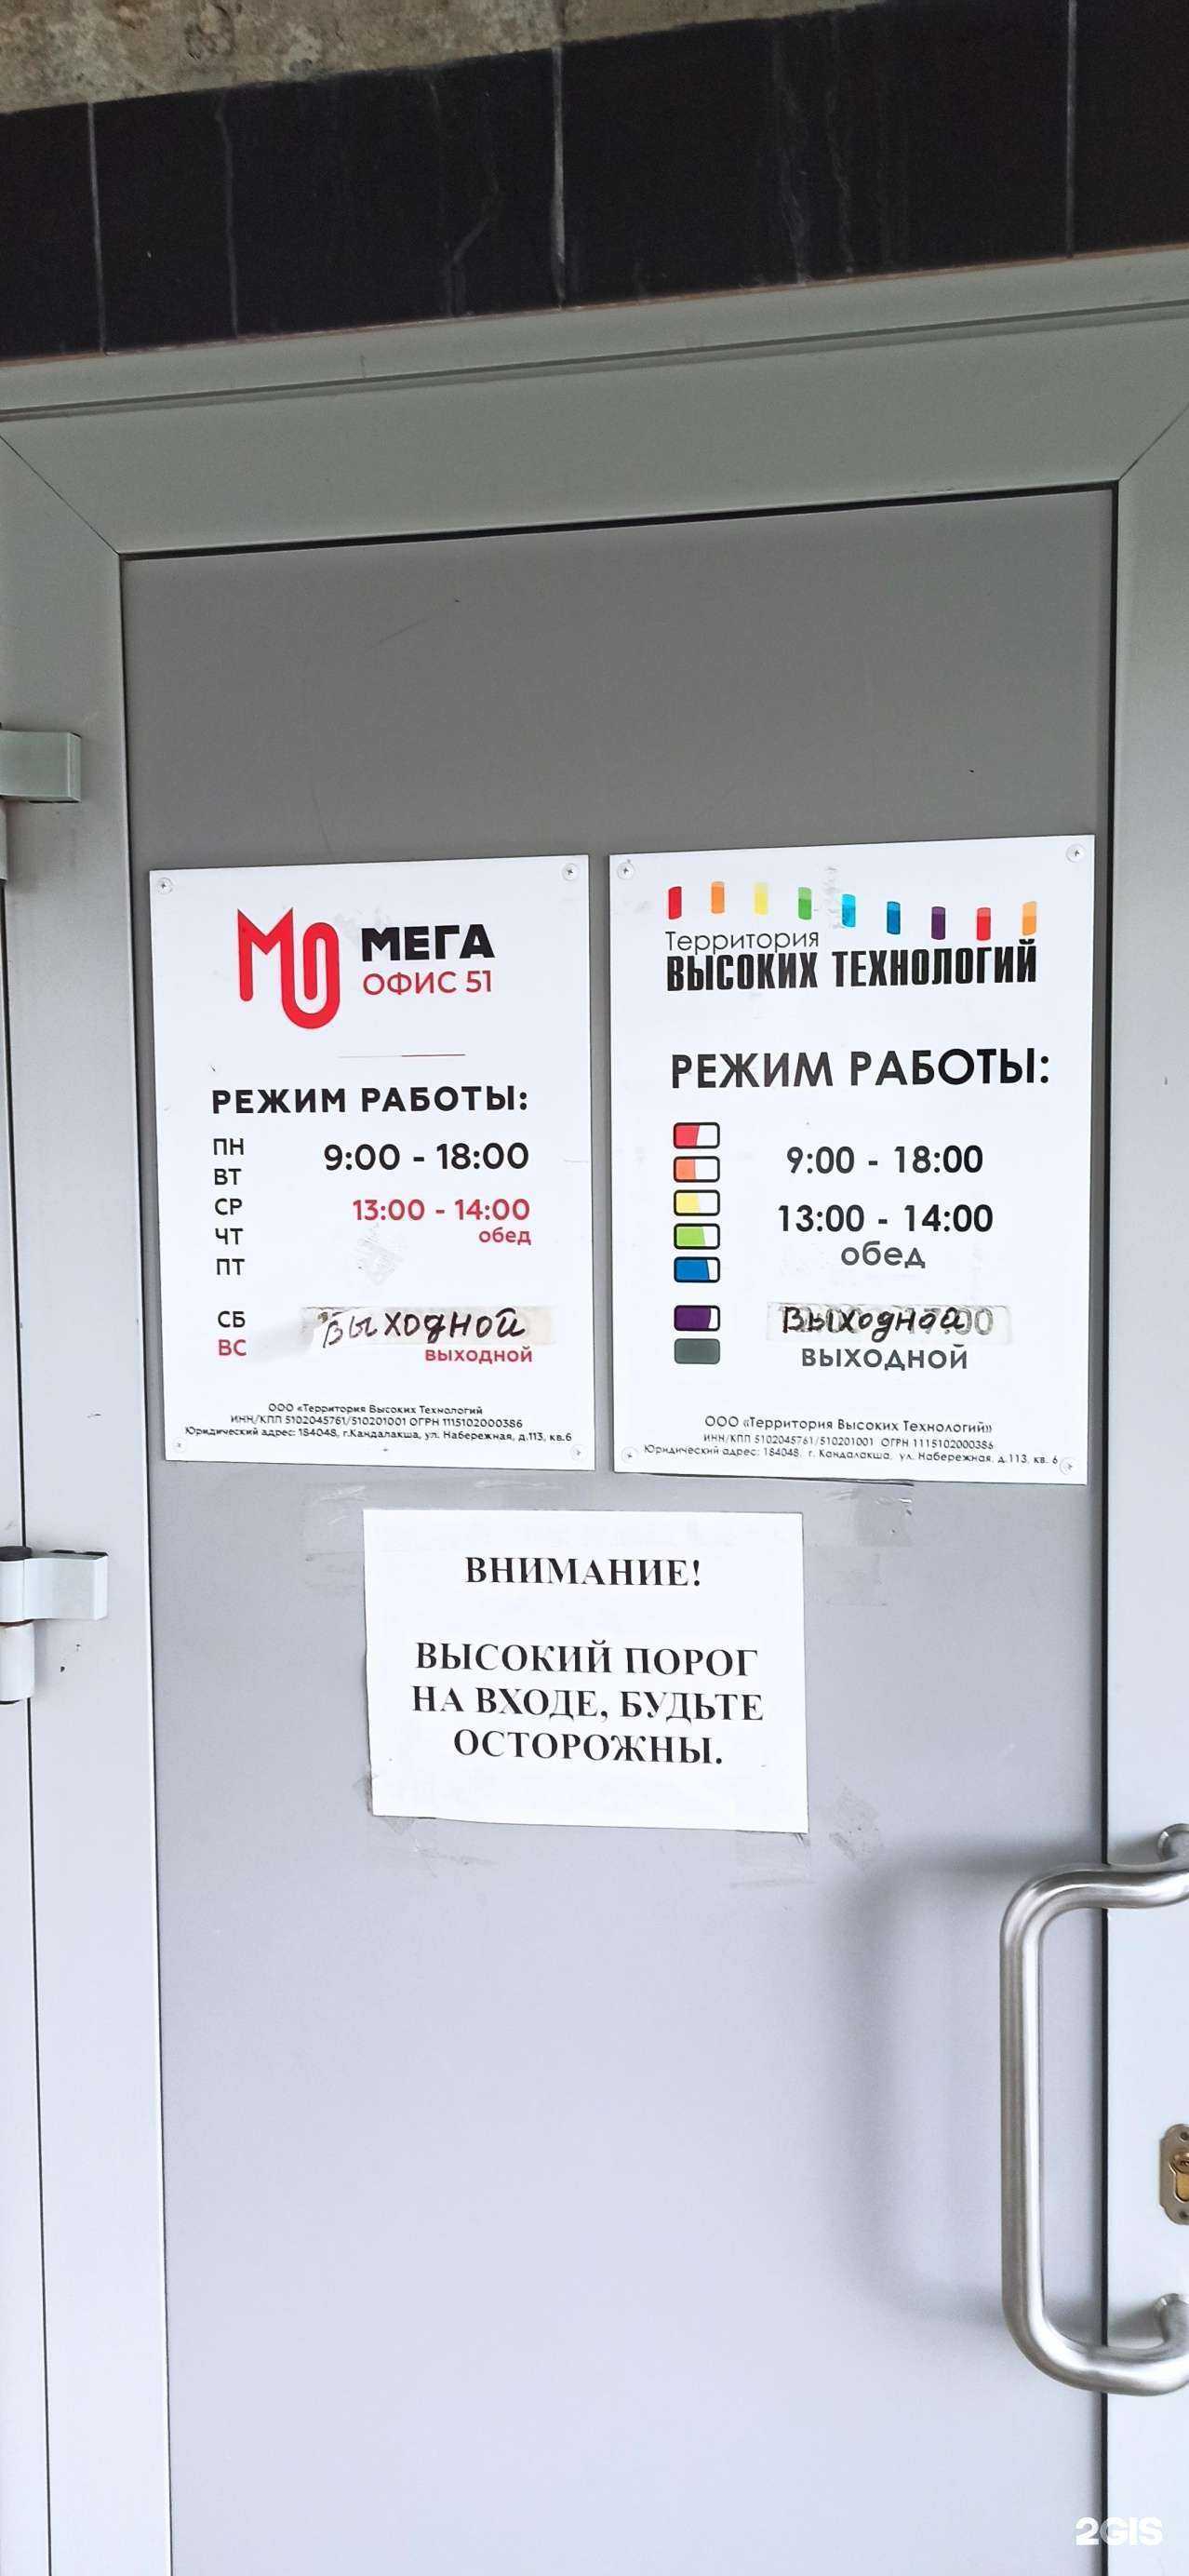 МЕГА
ОФИС 51
РЕЖИМ РАБОТЫ:
ПН
ВТ
СР
ЧТ
ПТ
9:00 - 18:00
13:00 - 14:00
обед
СБ
Выходной
ВС
выходной
ООО «Территория Высоких Технологий
ИНН/КПП 5102045761/510201001 ОГРН 1115102000386
Юридический адрес: 184048, г.Кандалакша, ул. Набережная, д.113, кв.6
Территория
ВЫСОКИХ ТЕХНОЛОГИЙ
РЕЖИМ РАБОТЫ:
9:00 - 18:00
13:00 - 14:00
обед
Выходной
ВЫХОДНОЙ
ООО «Территория Высоких Технологий»
ИНН/КПП 5102045761/510201001 ОГРН 1115102000386
Юридический адрес: 184048, г. Кандалакша, ул. Набережная, д.113, кв. 6
ВНИМАНИЕ!
ВЫСОКИЙ ПОРОГ
НА ВХОДЕ, БУДЬТЕ
ОСТОРОЖНЫ.
2GIS